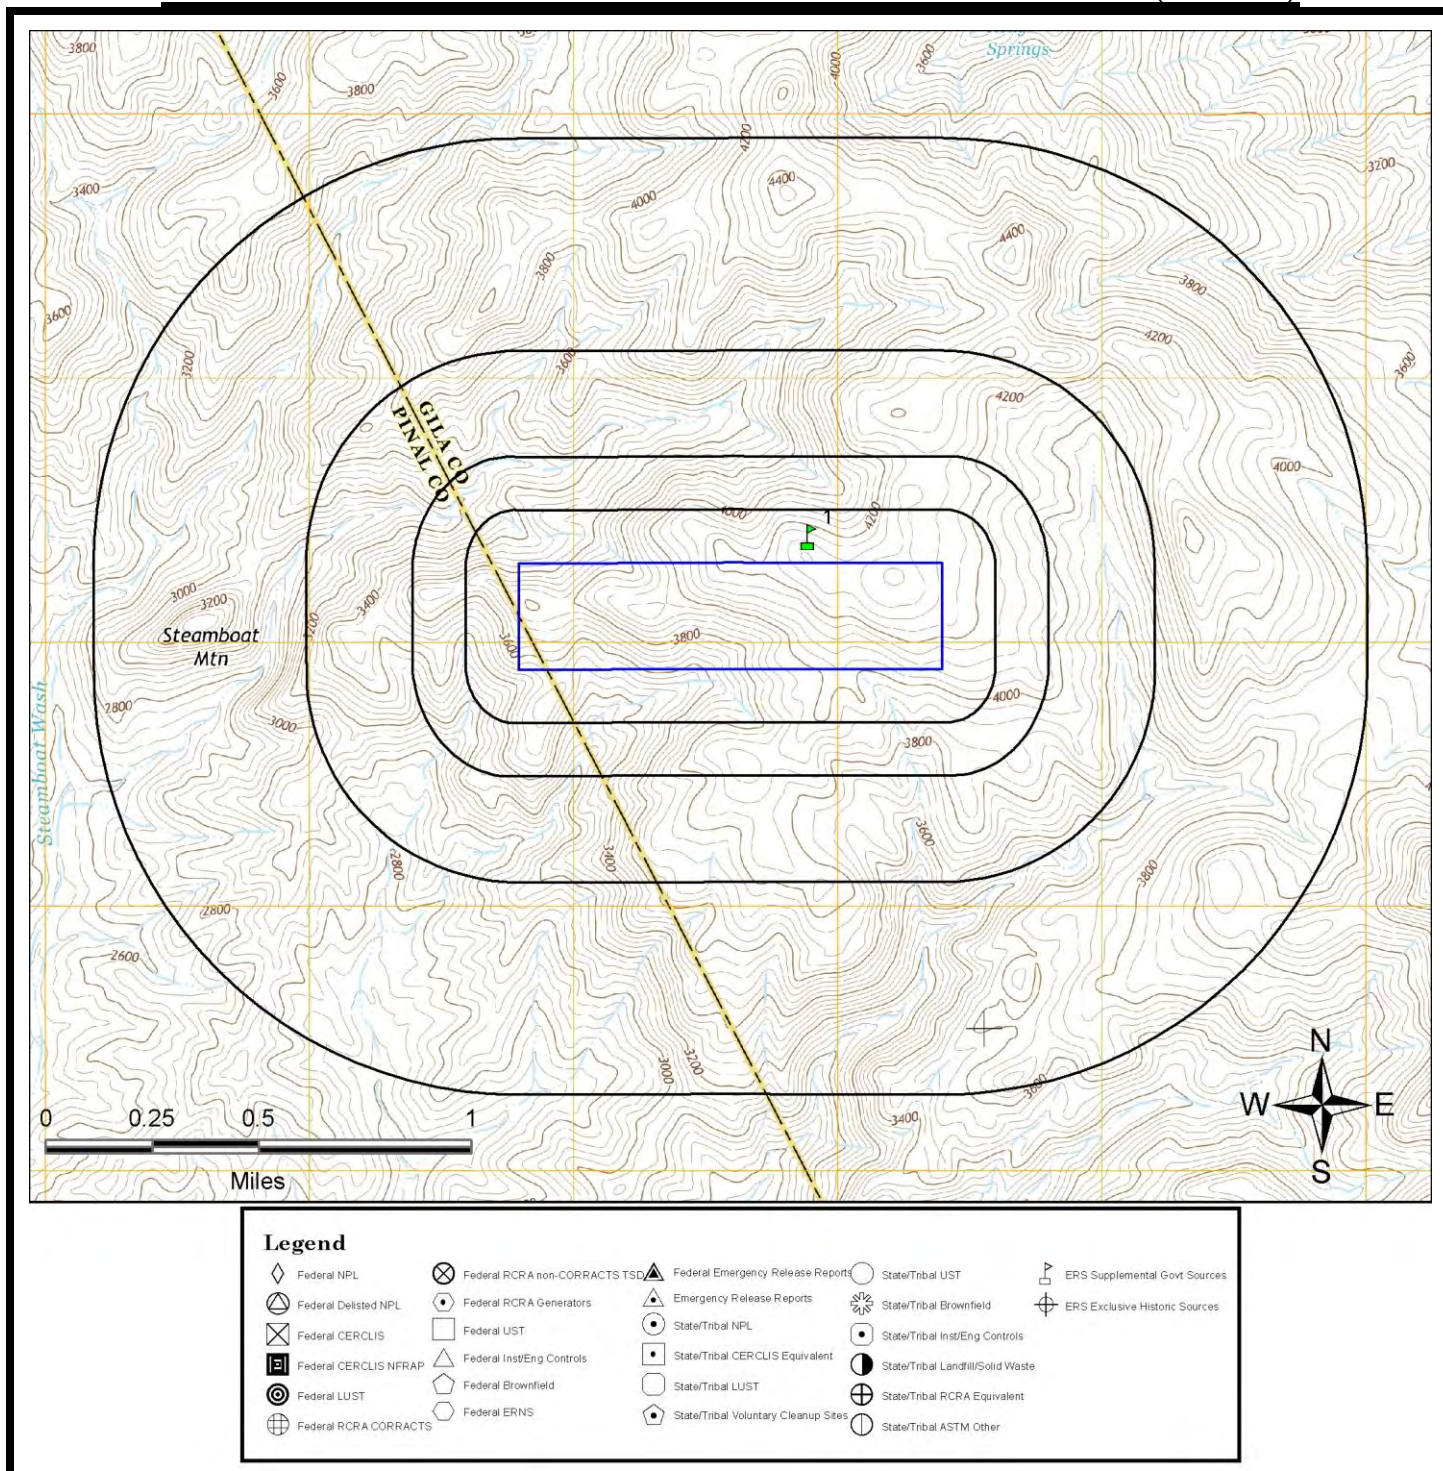 Springs
3800
3600
3800
4000
3600
4200
3400
4400
3200
4000
4400
3800
3800
3600
3200
3600
4200
3600
4200
GILA CO
PINAL CO
4000
4000
4200
1
3000
3200
3400
3200
Steamboat
Mtn
3600
3800
4000
2800
3000
3800
Steamboat Wash
3400
3600
2800
3800
2800
2600
3000
3200
3600
3400
N
W E
S
0 0.25 0.5 1
Miles
Legend
Federal NPL
Federal Delisted NPL
Federal CERCLIS
Federal CERCLIS NFRAP
Federal LUST
Federal RCRA CORRACTS
Federal RCRA non-CORRACTS TSD
Federal RCRA Generators
Federal UST
Federal Inst/Eng Controls
Federal Brownfield
Federal ERNS
Federal Emergency Release Reports
Emergency Release Reports
State/Tribal NPL
State/Tribal CERCLIS Equivalent
State/Tribal LUST
State/Tribal Voluntary Cleanup Sites
State/Tribal UST
State/Tribal Brownfield
State/Tribal Inst/Eng Controls
State/Tribal Landfill/Solid Waste
State/Tribal RCRA Equivalent
State/Tribal ASTM Other
ERS Supplemental Govt Sources
ERS Exclusive Historic Sources